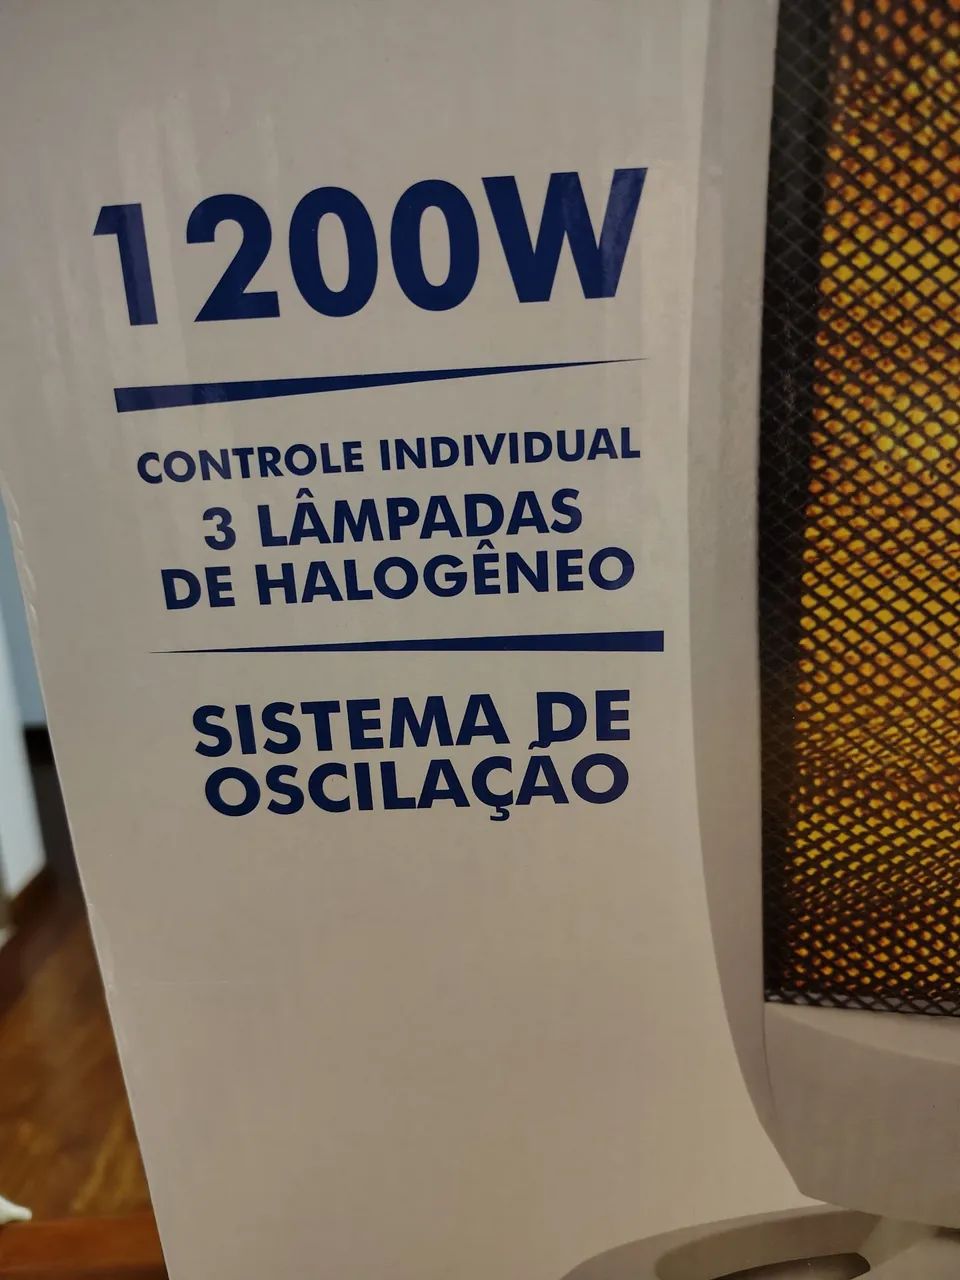 1200W
CONTROLE INDIVIDUAL
3 LÂMPADAS
DE HALOGÊNEO
SISTEMA DE
OSCILAÇÃO